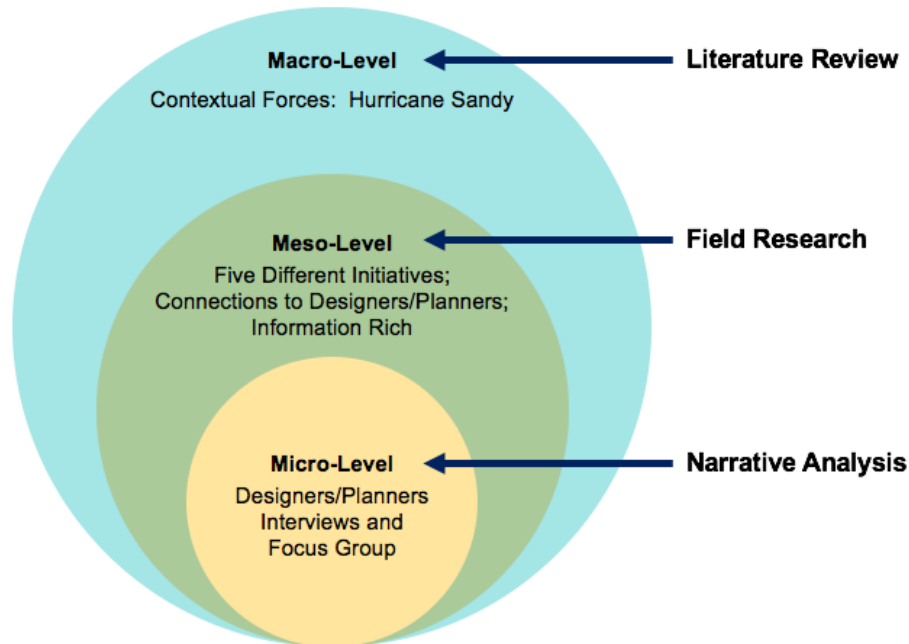 Macro-Level
Literature Review
Contextual Forces:  Hurricane Sandy
Meso-Level
Field Research
Five Different Initiatives;
Connections to Designers/Planners;
Information Rich
Micro-Level
Narrative Analysis
Designers/Planners
Interviews and
Focus Group